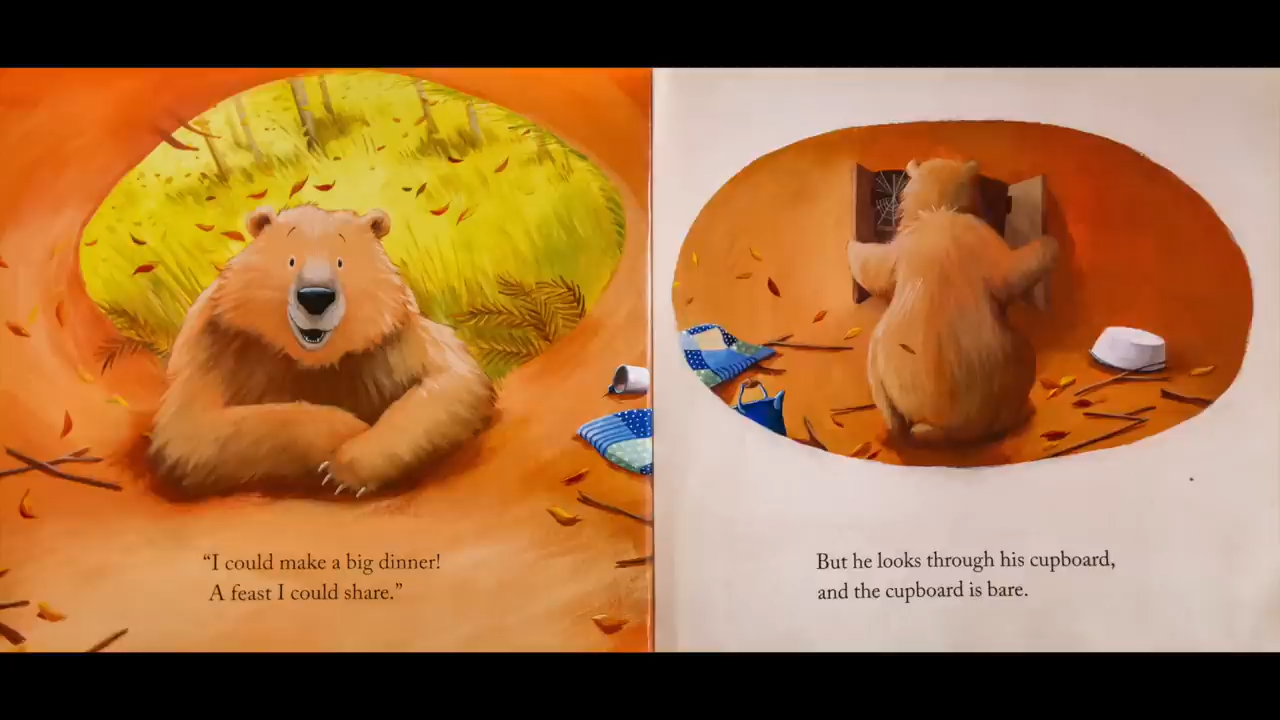 “I could make a big dinner!
A feast I could share.”
But he looks through his cupboard,
and the cupboard is bare.